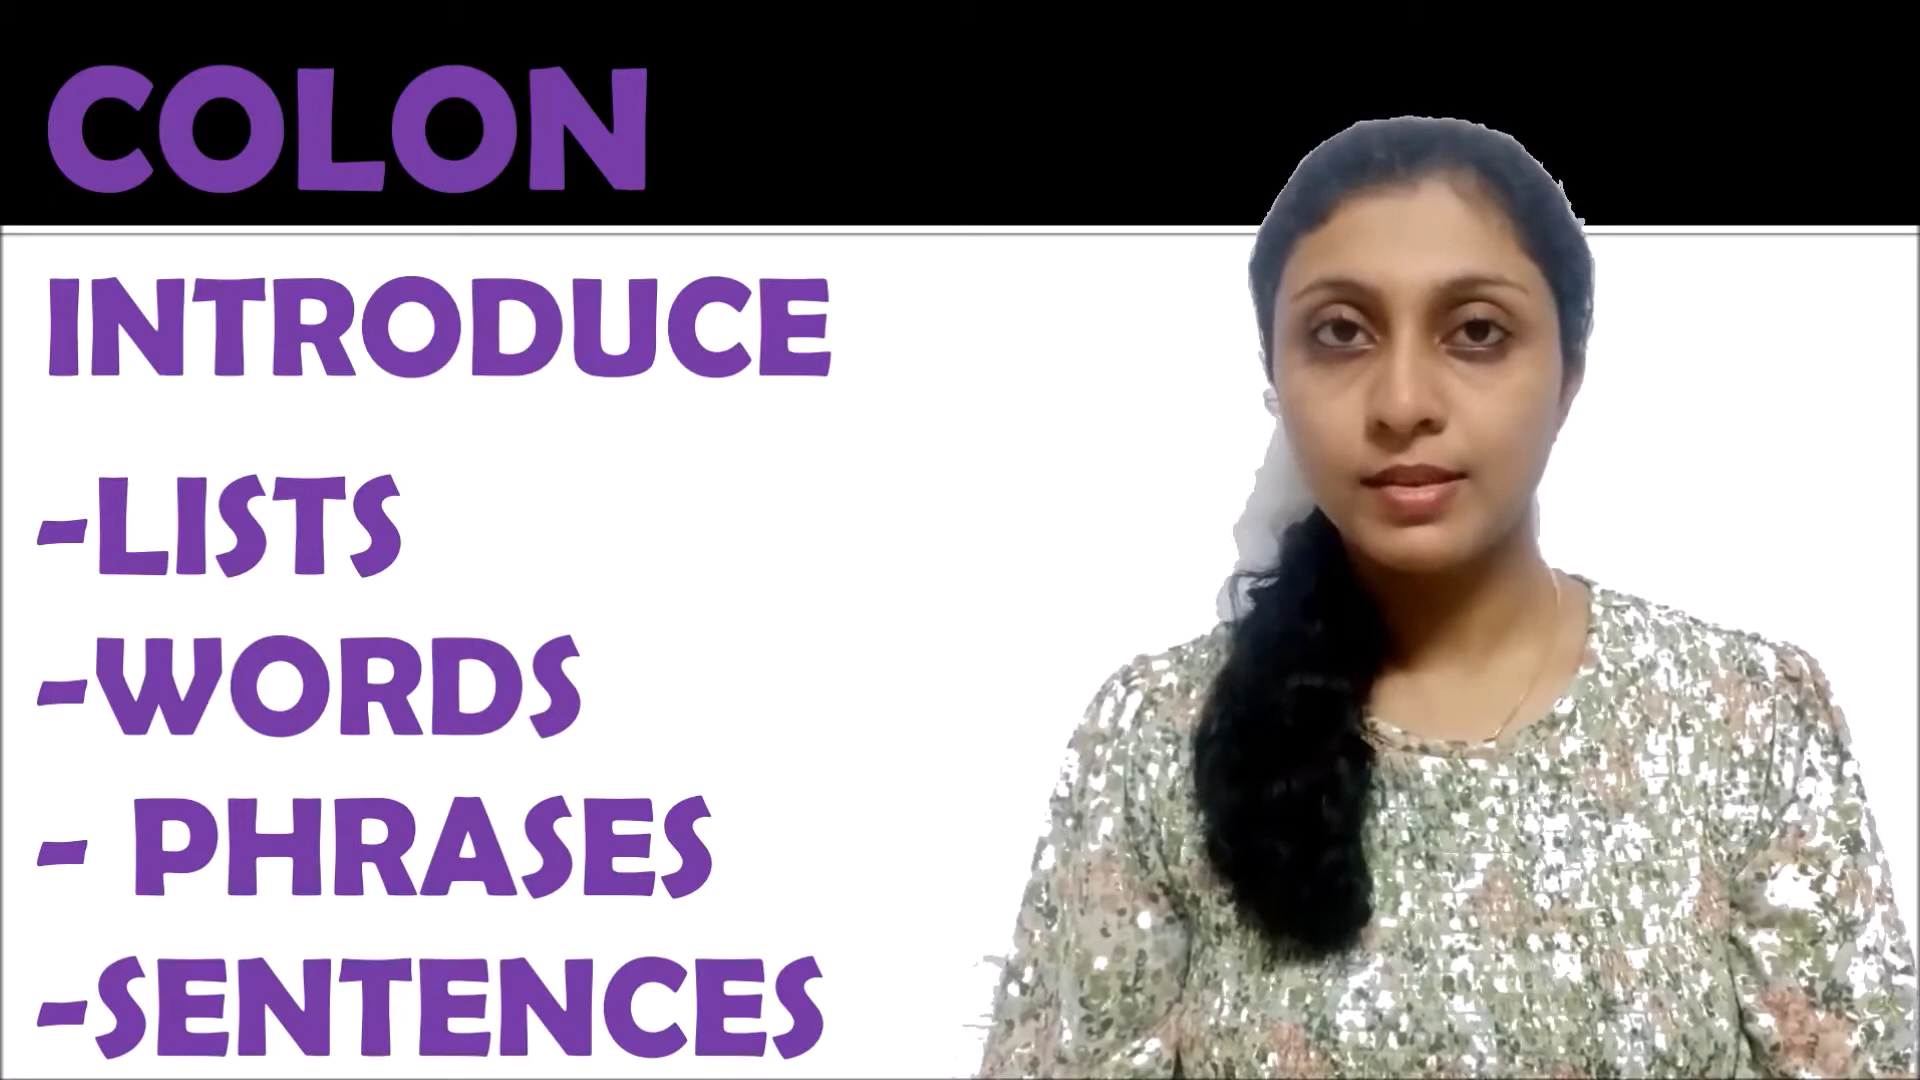 COLON
INTRODUCE
-LISTS
-WORDS
- PHRASES
-SENTENCES